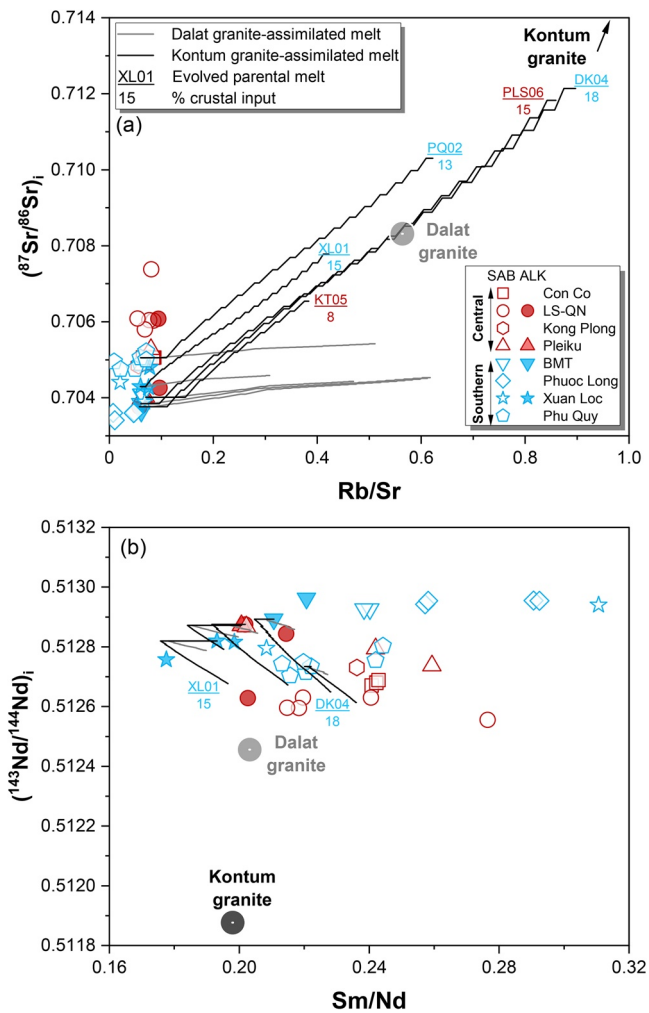 0.714
0.712
0.710
0.708
0.706
0.704
(⁸⁷Sr/⁸⁶Sr)ᵢ
Dalat granite-assimilated melt
Kontum granite-assimilated melt
XL01 Evolved parental melt
15 % crustal input
(a)
Kontum
granite
PLS06
15
DK04
18
PQ02
13
XL01
15
KT05
8
Dalat
granite
SAB ALK
Central
Con Co
LS-QN
Kong Plong
Pleiku
Southern
BMT
Phuoc Long
Xuan Loc
Phu Quy
0 0.2 0.4 0.6 0.8 1.0
Rb/Sr
0.5132
0.5130
0.5128
0.5126
0.5124
0.5122
0.5120
0.5118
(¹⁴³Nd/¹⁴⁴Nd)ᵢ
(b)
XL01
15
DK04
18
Dalat
granite
Kontum
granite
0.16 0.20 0.24 0.28 0.32
Sm/Nd